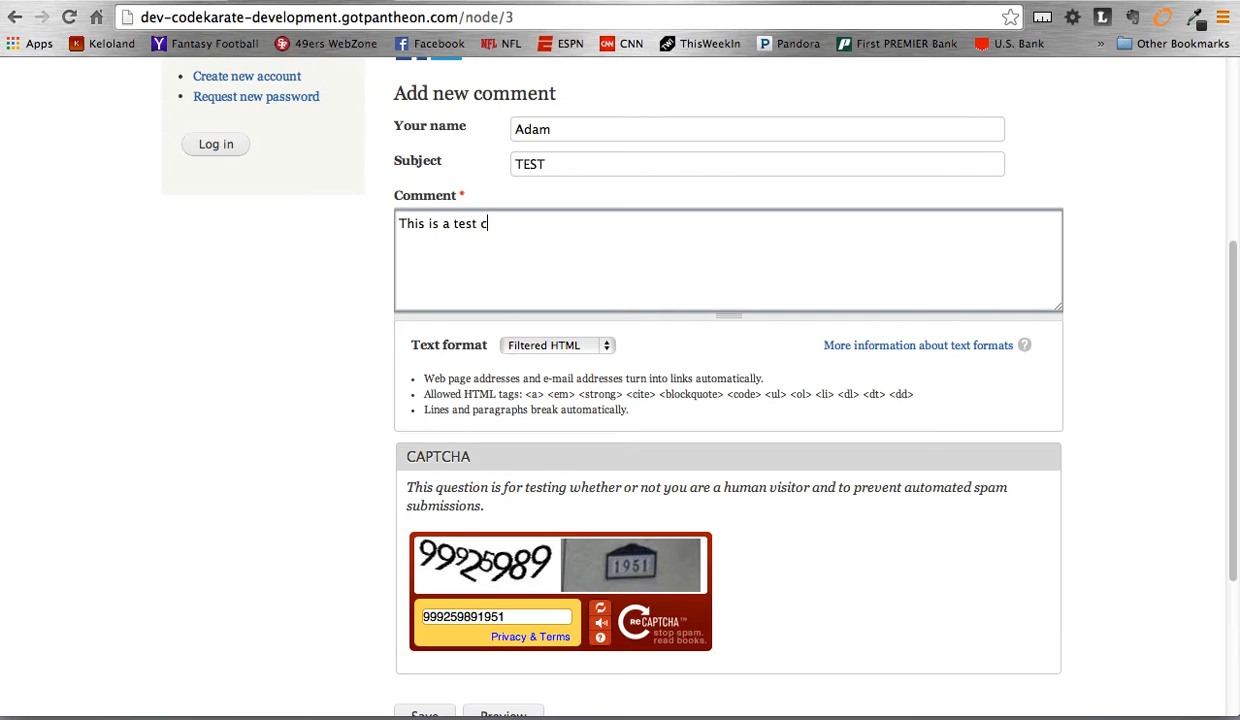 dev-codekarate-development.gotpantheon.com/node/3
Apps Keloland Fantasy Football 49ers WebZone Facebook NFL ESPN CNN ThisWeekIn Pandora First PREMIER Bank U.S. Bank » Other Bookmarks
Create new account
Request new password
Log in
Add new comment
Your name Adam
Subject TEST
Comment *
This is a test c
Text format Filtered HTML More information about text formats ?
Web page addresses and e-mail addresses turn into links automatically.
Allowed HTML tags: <a> <em> <strong> <cite> <blockquote> <code> <ul> <ol> <li> <dl> <dt> <dd>
Lines and paragraphs break automatically.
CAPTCHA
This question is for testing whether or not you are a human visitor and to prevent automated spam
submissions.
99925989 1951
999259891951
Privacy & Terms
reCAPTCHA™
stop spam.
read books.
Save Preview